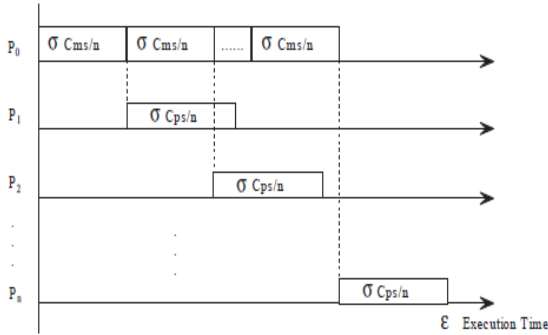 P0 σ Cms/n σ Cms/n ...... σ Cms/n
P1 σ Cps/n
P2 σ Cps/n
Pn σ Cps/n
ε Execution Time